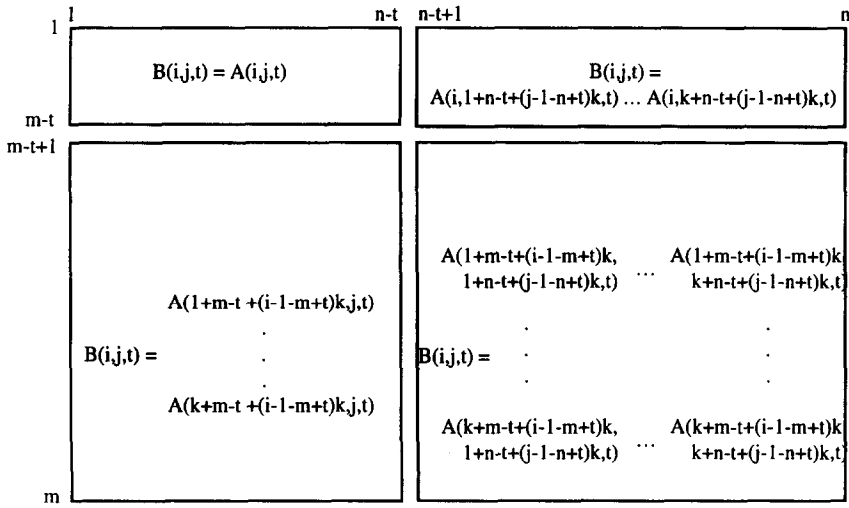 1 n-t n-t+1 n
1
B(i,j,t) = A(i,j,t)
B(i,j,t) =
A(i,1+n-t+(j-1-n+t)k,t) ... A(i,k+n-t+(j-1-n+t)k,t)
m-t
m-t+1
A(1+m-t +(i-1-m+t)k,j,t)
.
B(i,j,t) = .
.
A(k+m-t +(i-1-m+t)k,j,t)
A(1+m-t+(i-1-m+t)k, ... A(1+m-t+(i-1-m+t)k
1+n-t+(j-1-n+t)k,t) k+n-t+(j-1-n+t)k,t)
. .
B(i,j,t) = . .
. .
A(k+m-t+(i-1-m+t)k, ... A(k+m-t+(i-1-m+t)k
1+n-t+(j-1-n+t)k,t) k+n-t+(j-1-n+t)k,t)
m